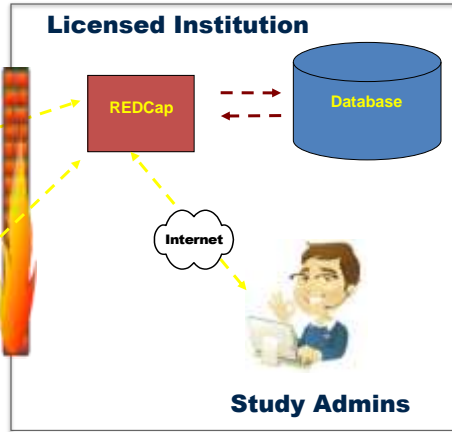 Licensed Institution
REDCap
Database
Internet
Study Admins